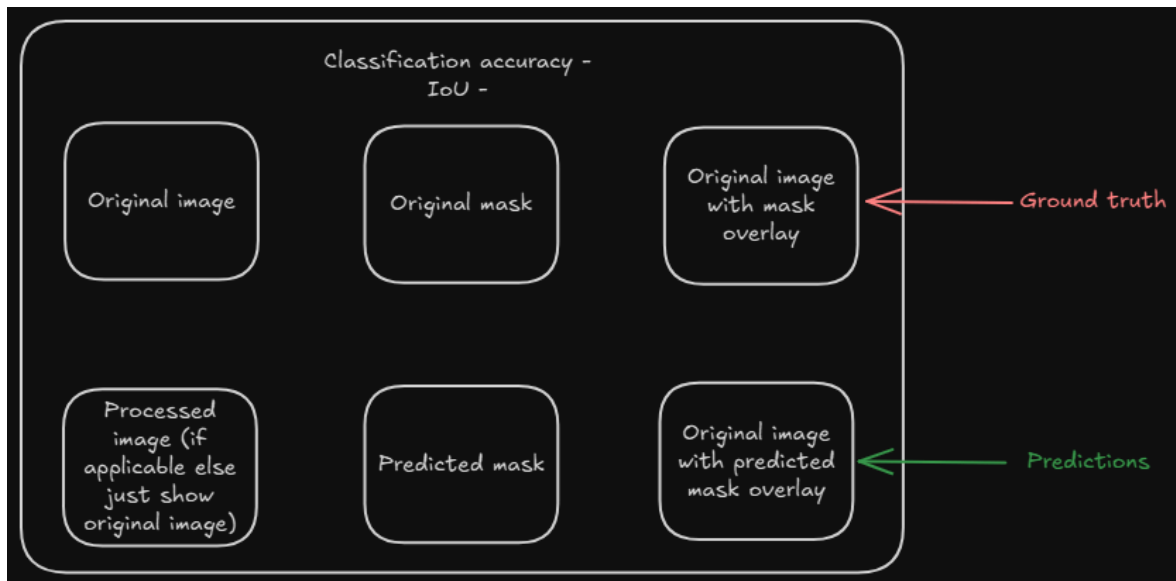 Classification accuracy -
IoU -
Original image
Original mask
Original image
with mask
overlay
Ground truth
Processed
image (if
applicable else
just show
original image)
Predicted mask
Original image
with predicted
mask overlay
Predictions